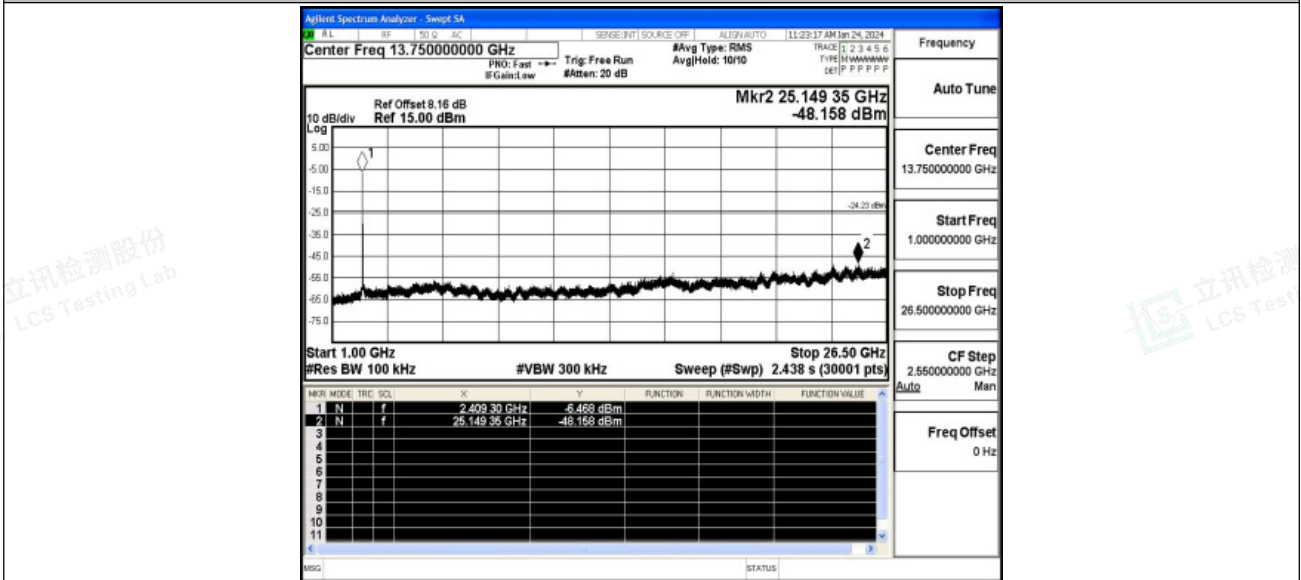 Agilent Spectrum Analyzer - Swept SA
RL RF 50 Ω AC SENSE:INT SOURCE OFF ALIGNAUTO 11:23:17 AM Jan 24, 2024
Center Freq 13.750000000 GHz
PNO: Fast
IFGain:Low
Trig: Free Run
#Atten: 20 dB
#Avg Type: RMS
Avg|Hold: 10/10
TRACE 1 2 3 4 5 6
TYPE M
DET P P P P P P
Frequency
Auto Tune
Ref Offset 8.16 dB
10 dB/div Ref 15.00 dBm
Log
Mkr2 25.149 35 GHz
-48.158 dBm
5.00
-5.00
-15.0
-25.0
-35.0
-45.0
-55.0
-65.0
-75.0
1
-24.23 dBm
2
Center Freq
13.750000000 GHz
Start Freq
1.000000000 GHz
Stop Freq
26.500000000 GHz
Start 1.00 GHz Stop 26.50 GHz
#Res BW 100 kHz #VBW 300 kHz Sweep (#Swp) 2.438 s (30001 pts)
CF Step
2.550000000 GHz
Auto Man
MKR MODE TRC SCL X Y FUNCTION FUNCTION WIDTH FUNCTION VALUE
1 N f 2.409 30 GHz -6.468 dBm
2 N f 25.149 35 GHz -48.158 dBm
3
4
5
6
7
8
9
10
11
Freq Offset
0 Hz
MSG STATUS
立讯检测股份
LCS Testing Lab
立讯检测
LCS Testi